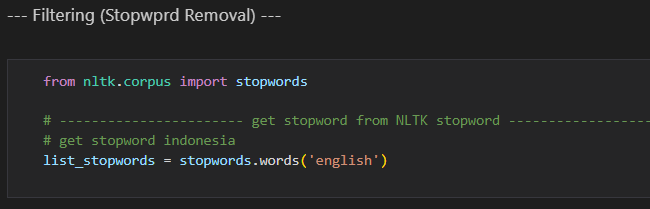 --- Filtering (Stopwprd Removal) ---
from nltk.corpus import stopwords
# ----------------------- get stopword from NLTK stopword ------------------
# get stopword indonesia
list_stopwords = stopwords.words('english')